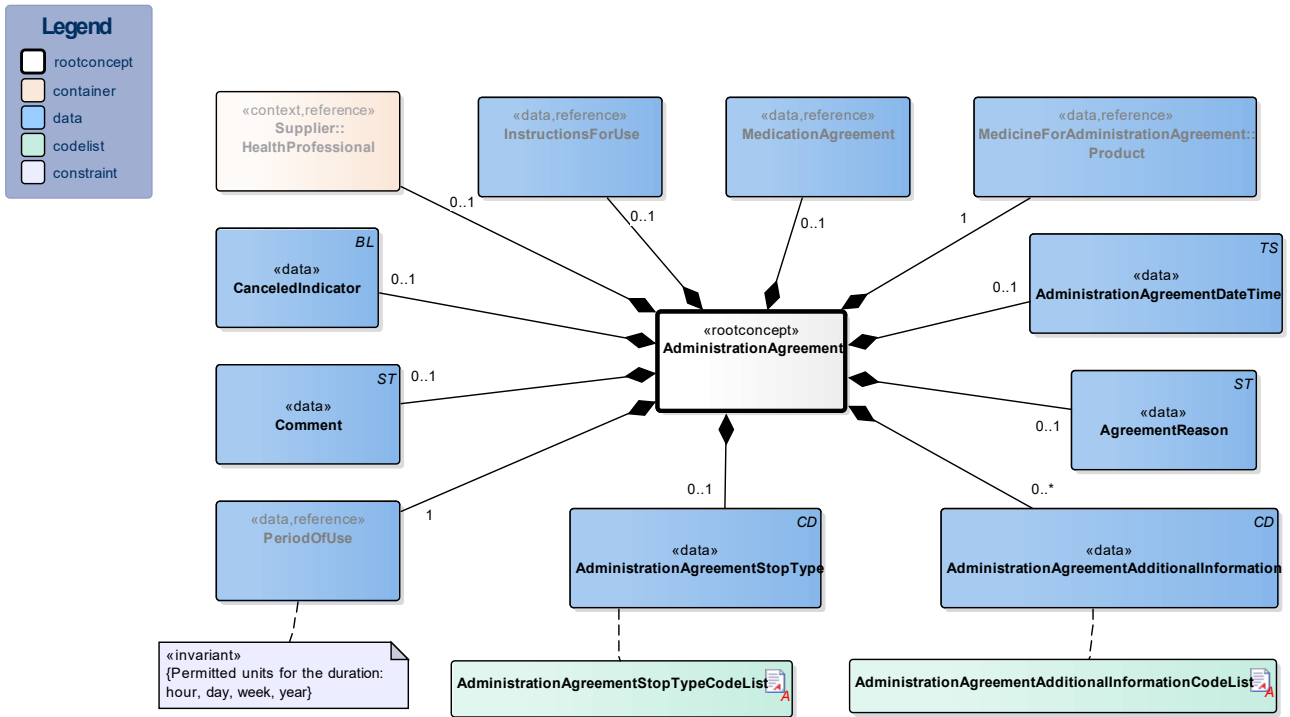 Legend
rootconcept
container
data
codelist
constraint
«context,reference»
Supplier::
HealthProfessional
0..1
«data,reference»
InstructionsForUse
0..1
«data,reference»
MedicationAgreement
0..1
«data,reference»
MedicineForAdministrationAgreement::
Product
1
BL
«data»
CanceledIndicator
0..1
TS
«data»
AdministrationAgreementDateTime
0..1
«rootconcept»
AdministrationAgreement
ST
«data»
Comment
0..1
ST
«data»
AgreementReason
0..1
«data,reference»
PeriodOfUse
1
CD
«data»
AdministrationAgreementStopType
0..1
CD
«data»
AdministrationAgreementAdditionalInformation
0..*
«invariant»
{Permitted units for the duration:
hour, day, week, year}
AdministrationAgreementStopTypeCodeList
A
AdministrationAgreementAdditionalInformationCodeList
A